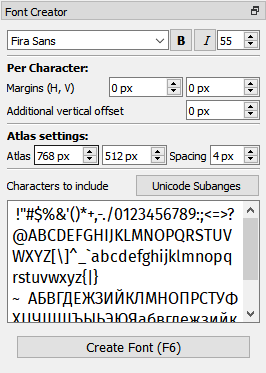 Font Creator
Fira Sans B I 55
Per Character:
Margins (H, V) 0 px 0 px
Additional vertical offset 0 px
Atlas settings:
Atlas 768 px 512 px Spacing 4 px
Characters to include Unicode Subanges
!"#$%&'()*+,-./0123456789:;<=>?
@ABCDEFGHIJKLMNOPQRSTUV
WXYZ[\]^_`abcdefghijklmnopq
rstuvwxyz{|}
~ АБВГДЕЖЗИЙКЛМНОПРСТУФ
ХЦЧШЩЪЫЬЭЮЯабвгдежзийк
Create Font (F6)